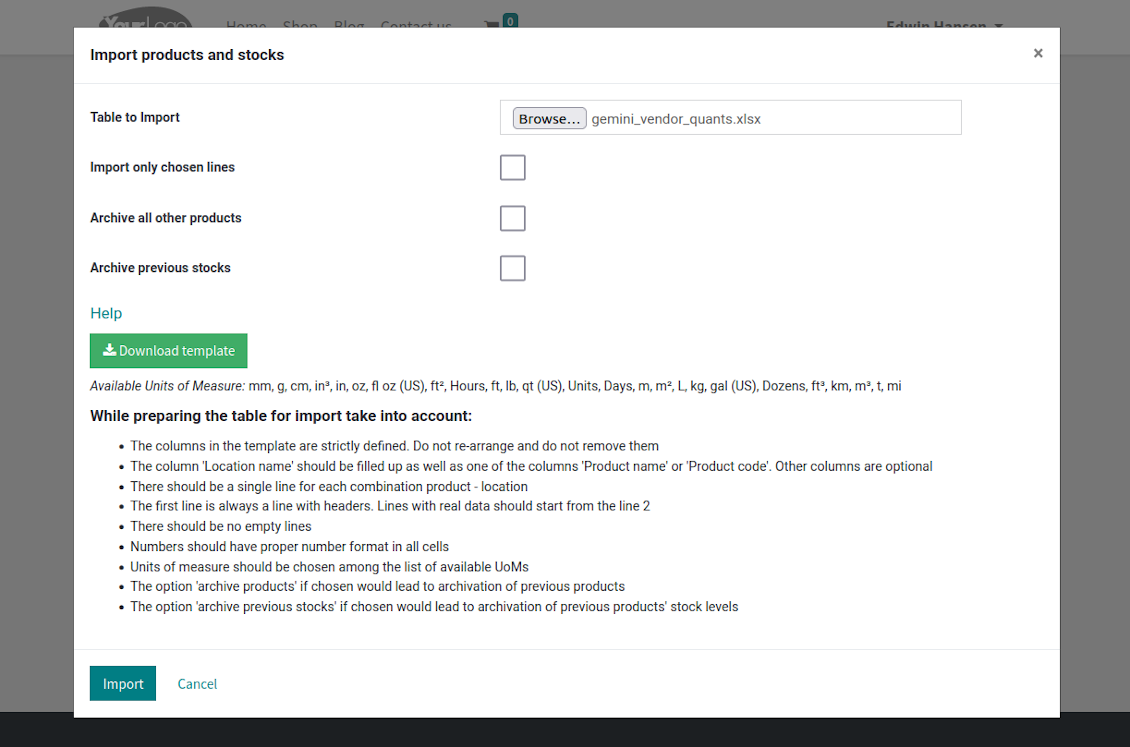 YourLogo Home Shop Blog Contact us 0 Edwin Hansen
Import products and stocks ×
Table to Import Browse... gemini_vendor_quants.xlsx
Import only chosen lines
Archive all other products
Archive previous stocks
Help
Download template
Available Units of Measure: mm, g, cm, in³, in, oz, fl oz (US), ft², Hours, ft, lb, qt (US), Units, Days, m, m², L, kg, gal (US), Dozens, ft³, km, m³, t, mi
While preparing the table for import take into account:
• The columns in the template are strictly defined. Do not re-arrange and do not remove them
• The column 'Location name' should be filled up as well as one of the columns 'Product name' or 'Product code'. Other columns are optional
• There should be a single line for each combination product - location
• The first line is always a line with headers. Lines with real data should start from the line 2
• There should be no empty lines
• Numbers should have proper number format in all cells
• Units of measure should be chosen among the list of available UoMs
• The option 'archive products' if chosen would lead to archivation of previous products
• The option 'archive previous stocks' if chosen would lead to archivation of previous products' stock levels
Import Cancel